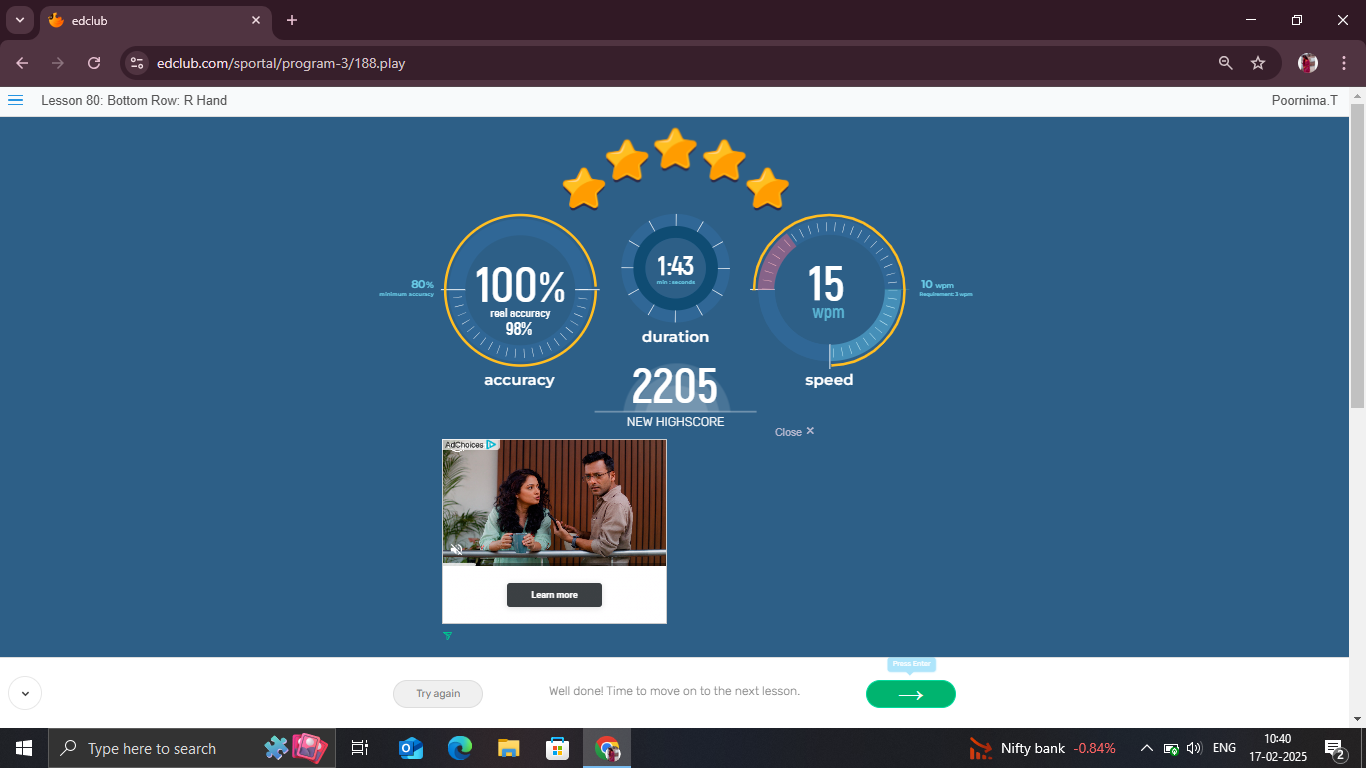 edclub
edclub.com/sportal/program-3/188.play
Lesson 80: Bottom Row: R Hand
Poornima.T
80%
minimum accuracy
100%
real accuracy
98%
accuracy
1:43
min : seconds
duration
15
wpm
speed
10 wpm
Requirement: 3 wpm
2205
NEW HIGHSCORE
Close ✕
AdChoices
Learn more
Press Enter
Try again
Well done! Time to move on to the next lesson.
Type here to search
Nifty bank -0.84%
ENG
10:40
17-02-2025
2